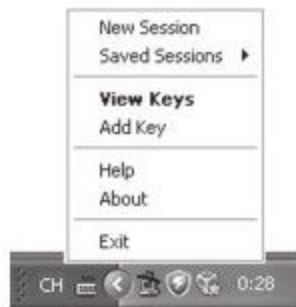 New Session
Saved Sessions
View Keys
Add Key
Help
About
Exit
CH
0:28